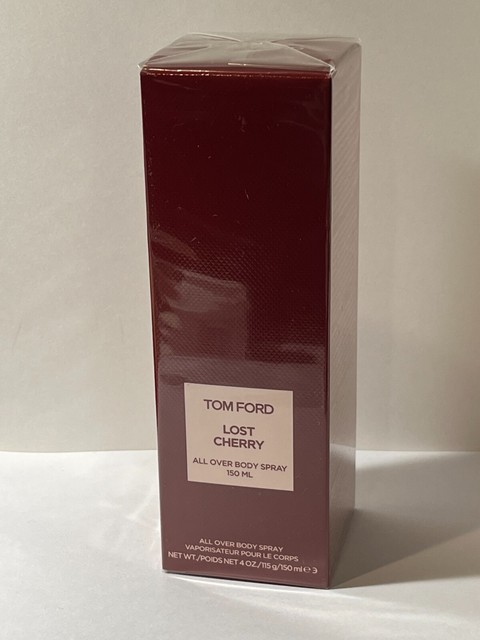 TOM FORD
LOST
CHERRY
ALL OVER BODY SPRAY
150 ML
ALL OVER BODY SPRAY
VAPORISATEUR POUR LE CORPS
NET WT./POIDS NET 4 OZ./115 g/150 ml ℮ 3